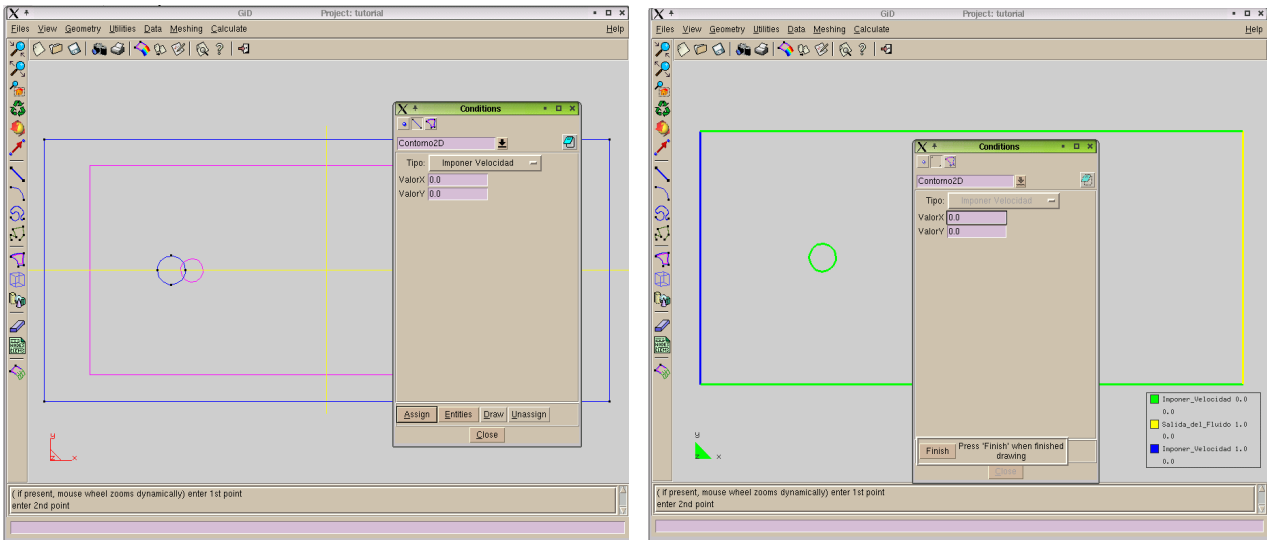 GiD Project: tutorial
Files View Geometry Utilities Data Meshing Calculate Help
Conditions
Contorno2D
Tipo: Imponer Velocidad
ValorX 0.0
ValorY 0.0
Assign Entities Draw Unassign
Close
y
z x
( if present, mouse wheel zooms dynamically) enter 1st point
enter 2nd point
GiD Project: tutorial
Files View Geometry Utilities Data Meshing Calculate Help
Conditions
Contorno2D
Tipo: Imponer Velocidad
ValorX 0.0
ValorY 0.0
Imponer_Velocidad 0.0
0.0
Salida_del_Fluido 1.0
0.0
Imponer_Velocidad 1.0
0.0
Finish Press 'Finish' when finished
drawing
Close
y
z x
( if present, mouse wheel zooms dynamically) enter 1st point
enter 2nd point